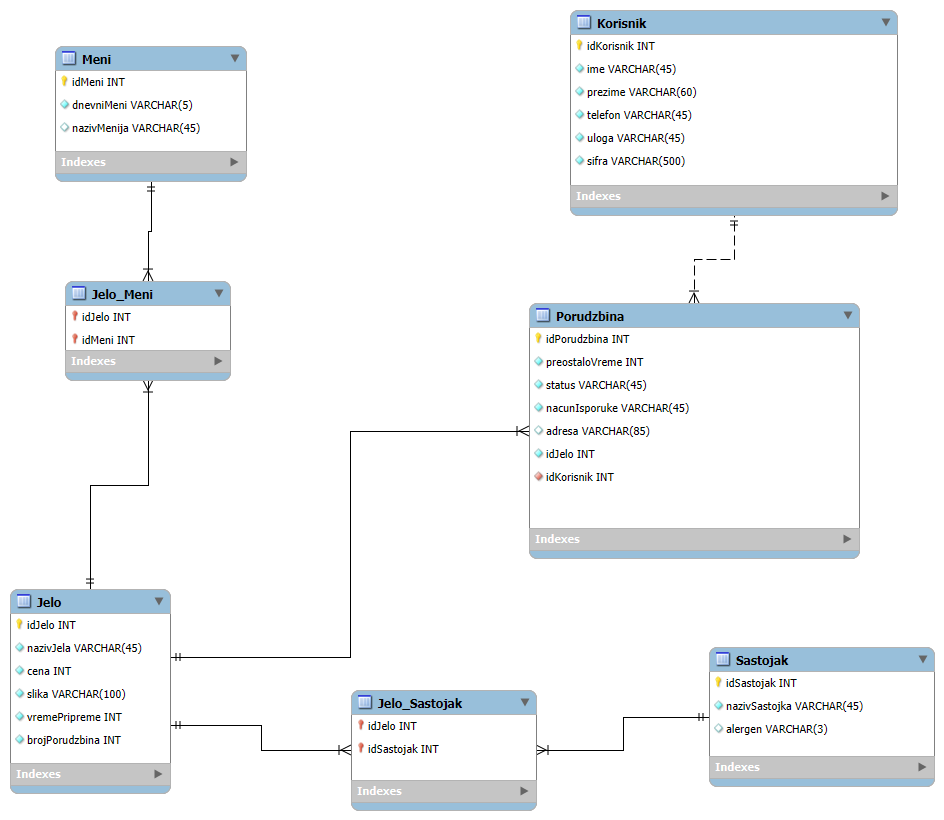 Meni
idMeni INT
dnevniMeni VARCHAR(5)
nazivMenija VARCHAR(45)
Indexes
Korisnik
idKorisnik INT
ime VARCHAR(45)
prezime VARCHAR(60)
telefon VARCHAR(45)
uloga VARCHAR(45)
sifra VARCHAR(500)
Indexes
Jelo_Meni
idJelo INT
idMeni INT
Indexes
Porudzbina
idPorudzbina INT
preostaloVreme INT
status VARCHAR(45)
nacunIsporuke VARCHAR(45)
adresa VARCHAR(85)
idJelo INT
idKorisnik INT
Indexes
Jelo
idJelo INT
nazivJela VARCHAR(45)
cena INT
slika VARCHAR(100)
vremePripreme INT
brojPorudzbina INT
Indexes
Jelo_Sastojak
idJelo INT
idSastojak INT
Indexes
Sastojak
idSastojak INT
nazivSastojka VARCHAR(45)
alergen VARCHAR(3)
Indexes